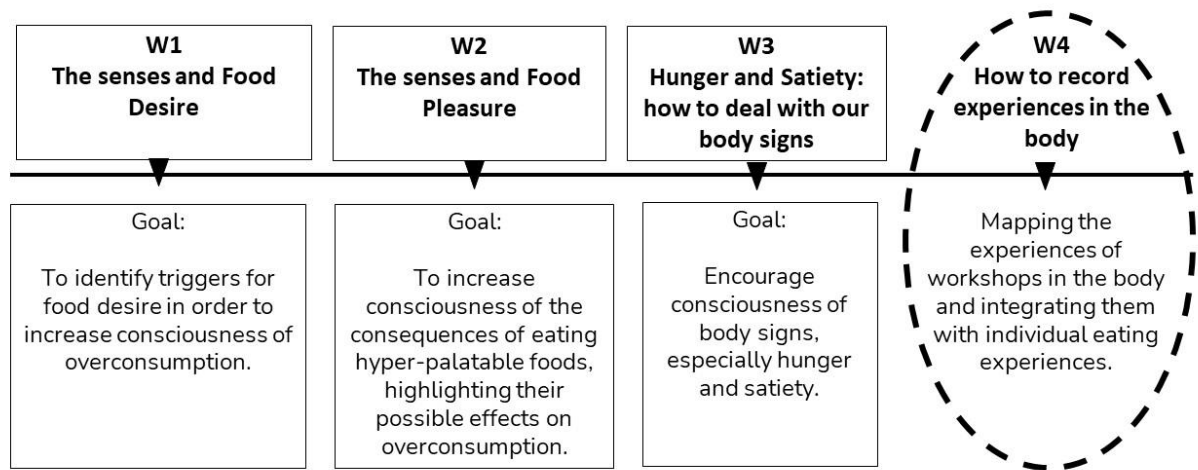 W1
The senses and Food
Desire
W2
The senses and Food
Pleasure
W3
Hunger and Satiety:
how to deal with our
body signs
W4
How to record
experiences in the
body
Goal:
To identify triggers for
food desire in order to
increase consciousness of
overconsumption.
Goal:
To increase
consciousness of the
consequences of eating
hyper-palatable foods,
highlighting their
possible effects on
overconsumption.
Goal:
Encourage
consciousness of
body signs,
especially hunger
and satiety.
Mapping the
experiences of
workshops in the body
and integrating them
with individual eating
experiences.